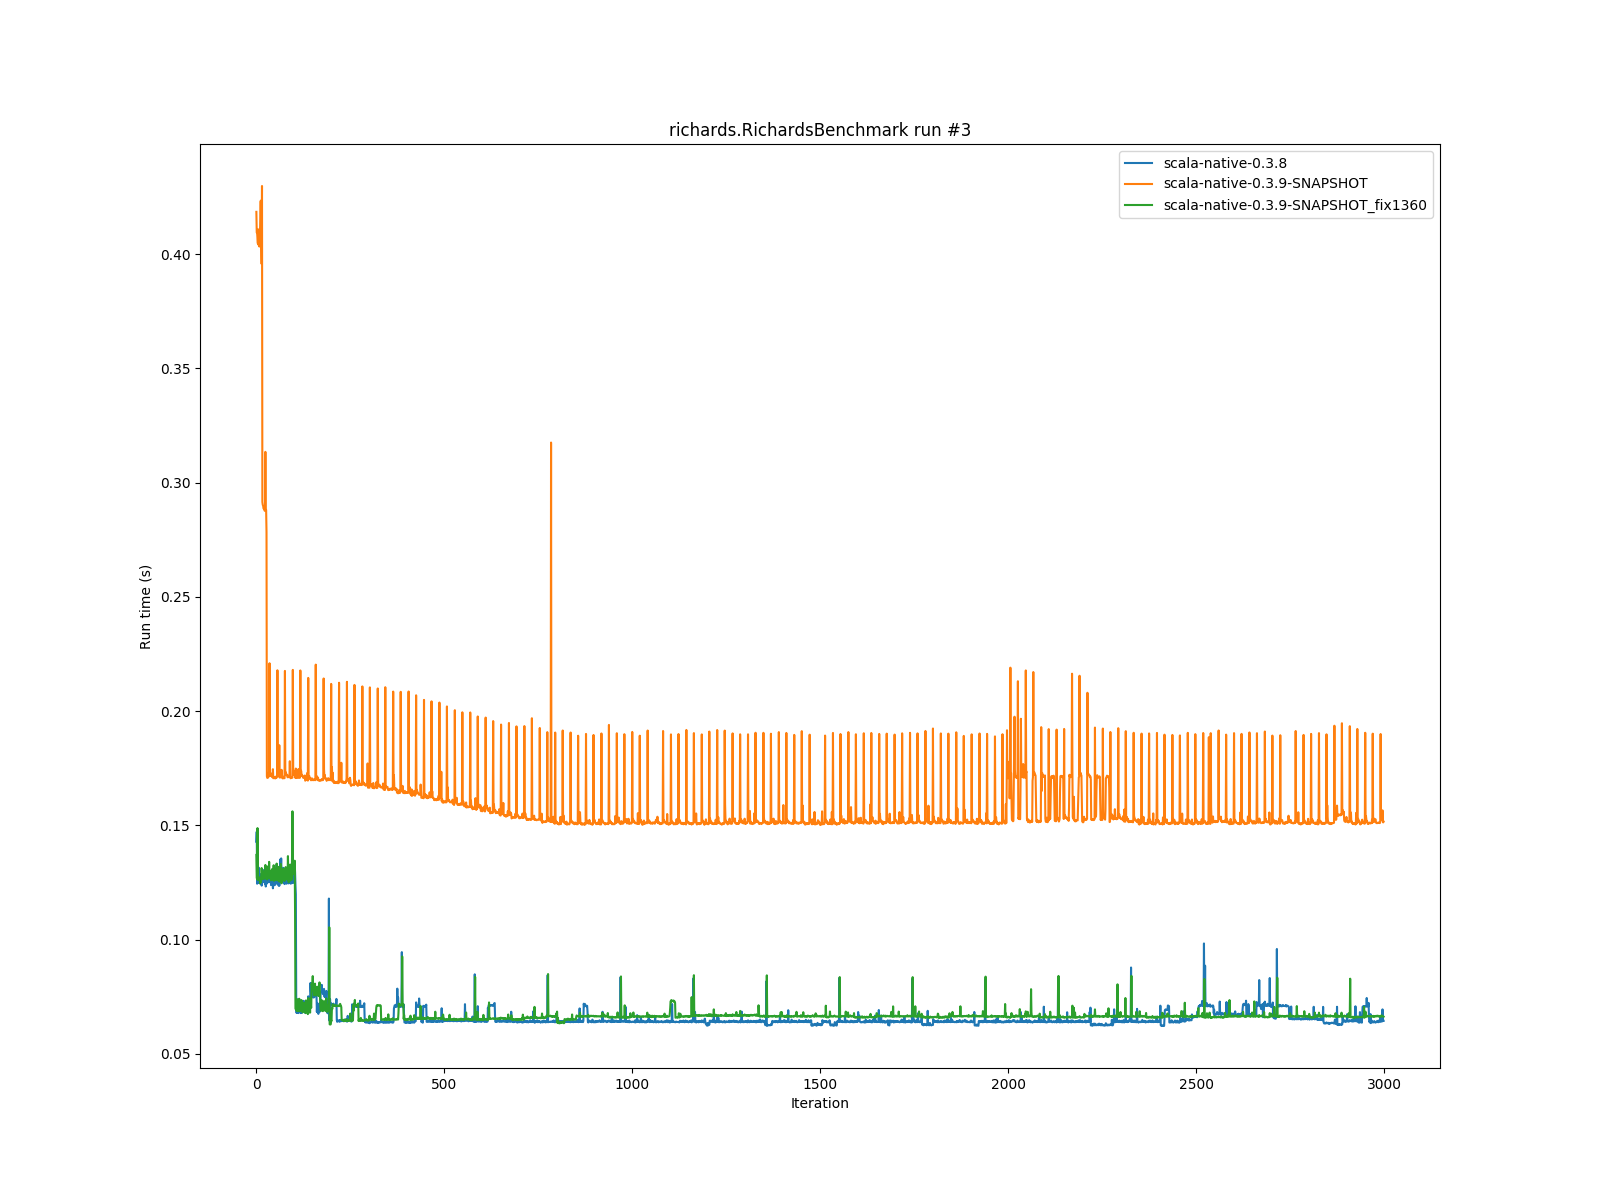 richards.RichardsBenchmark run #3
scala-native-0.3.8
scala-native-0.3.9-SNAPSHOT
scala-native-0.3.9-SNAPSHOT_fix1360
Run time (s)
0.40
0.35
0.30
0.25
0.20
0.15
0.10
0.05
0 500 1000 1500 2000 2500 3000
Iteration